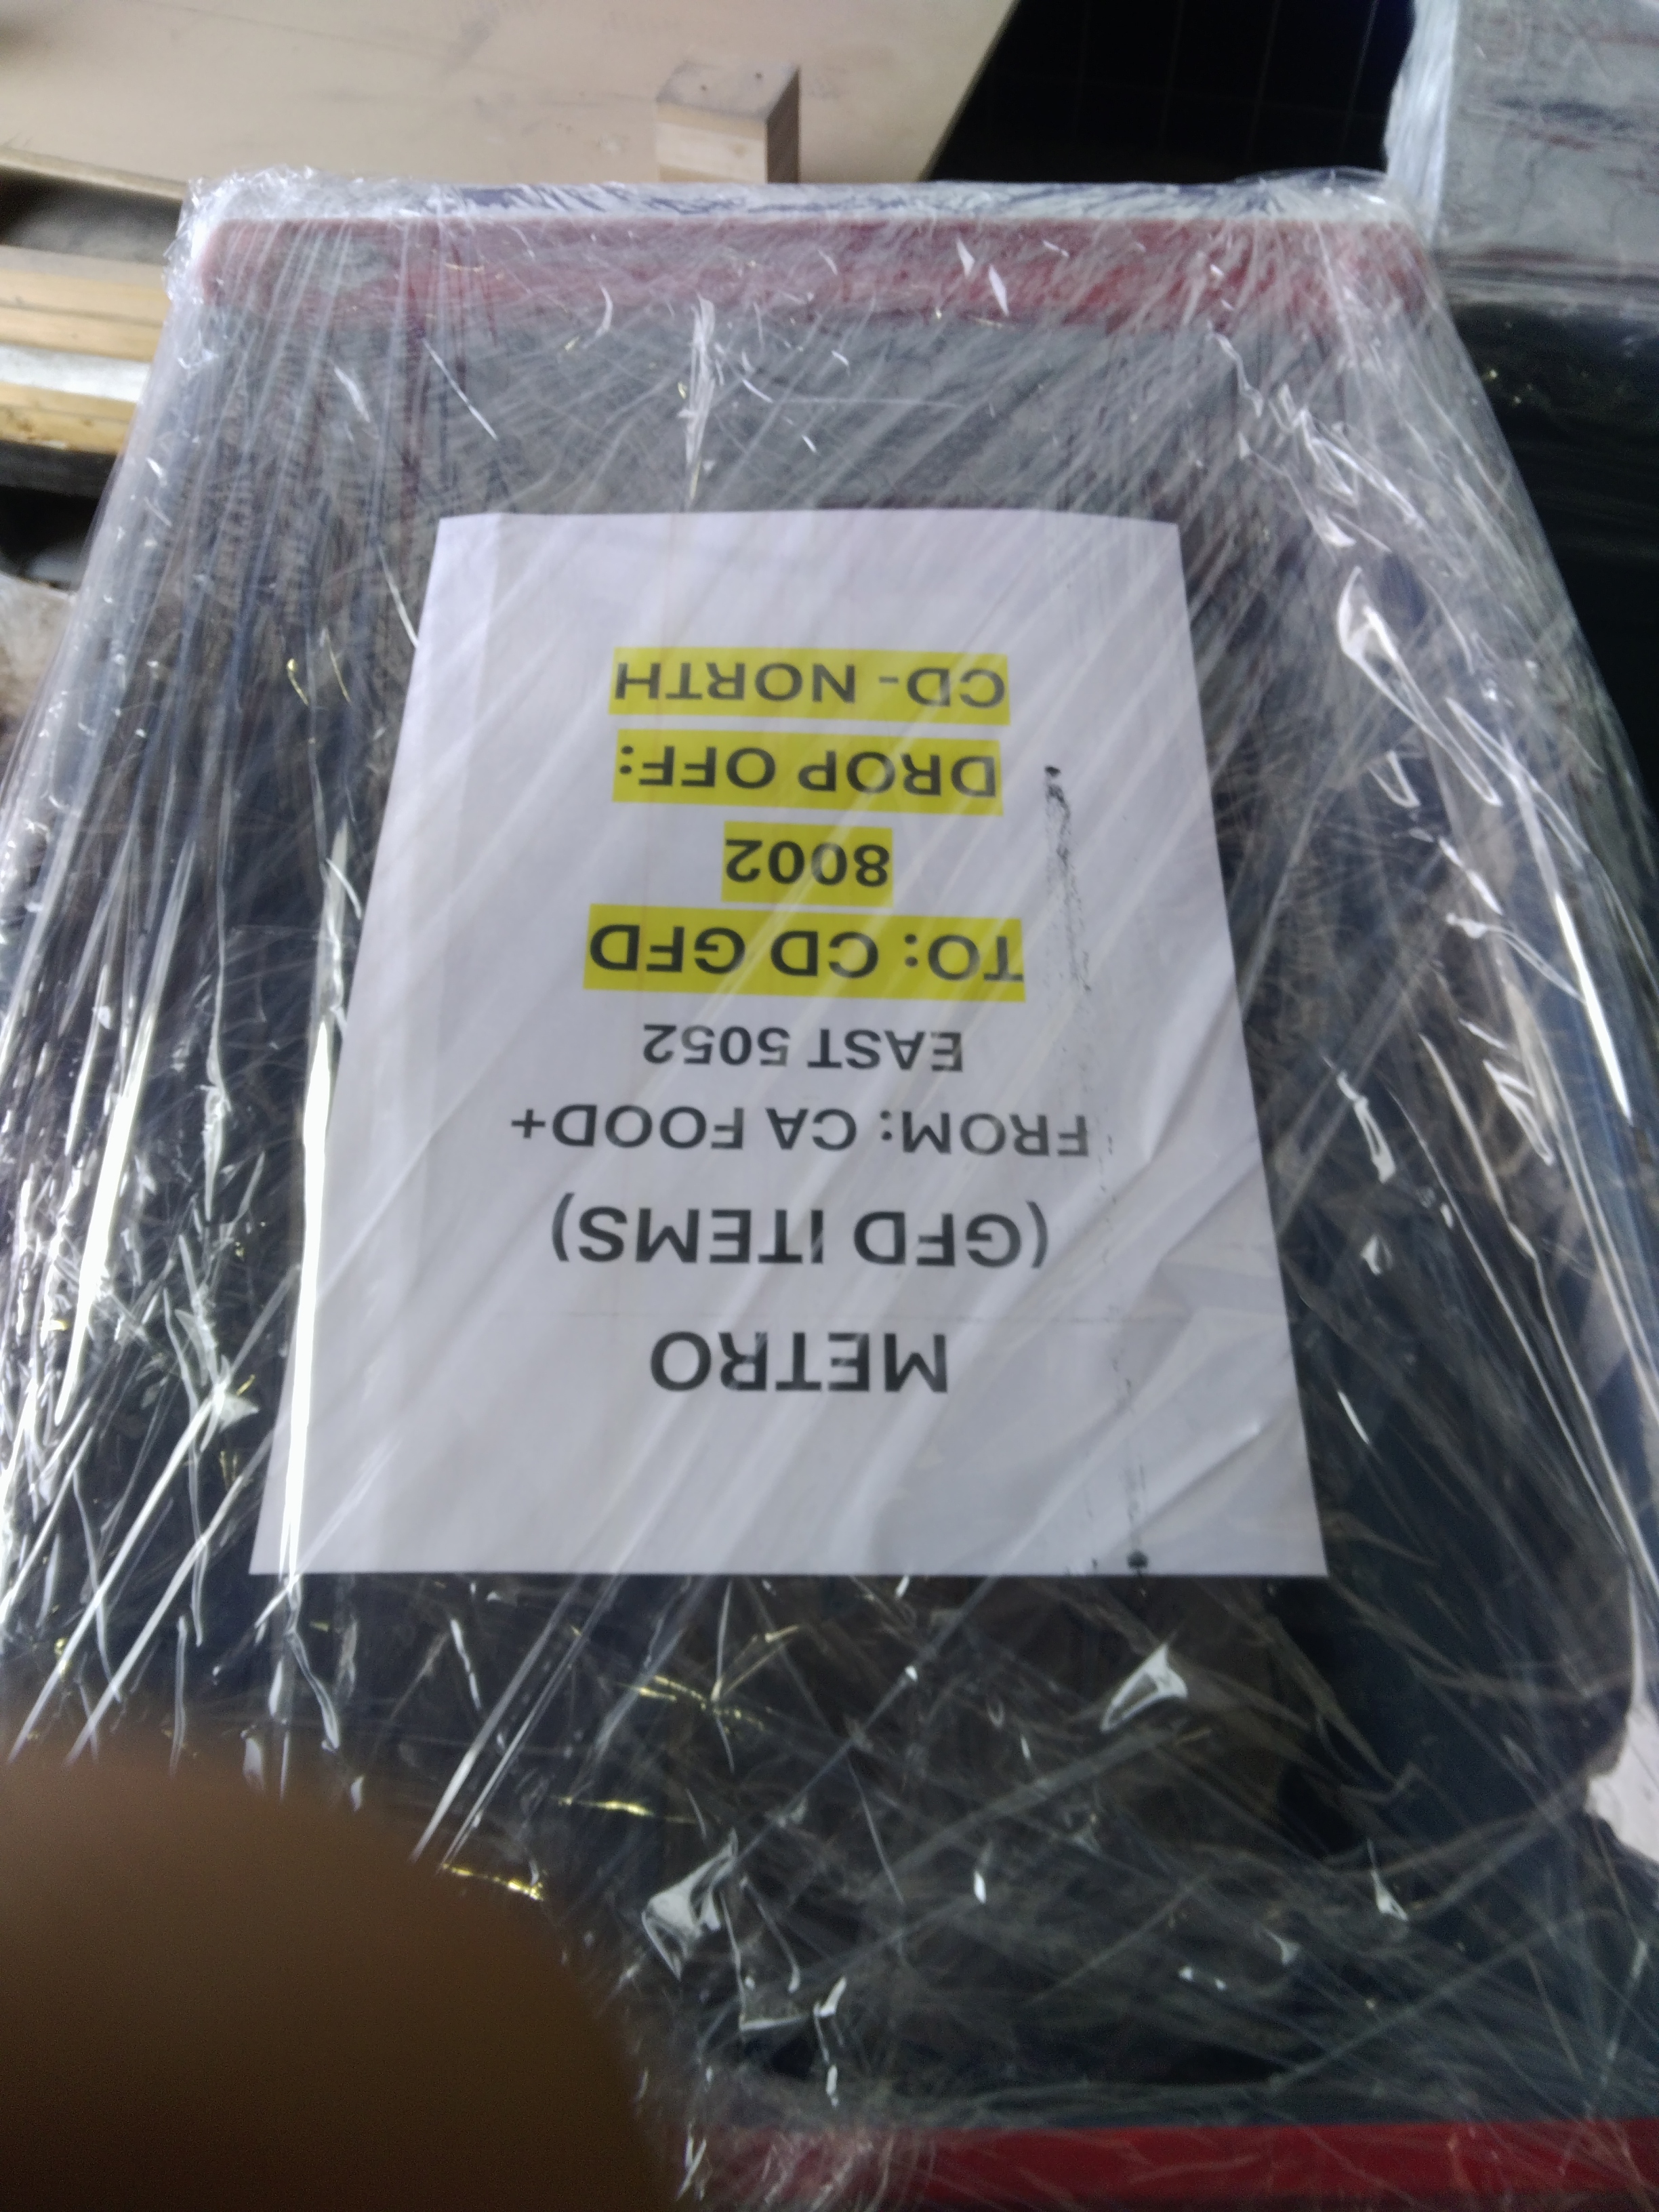 METRO
(GFD ITEMS)
FROM: CA FOOD+
EAST 5052
TO: CD GFD
8002
DROP OFF:
CD- NORTH